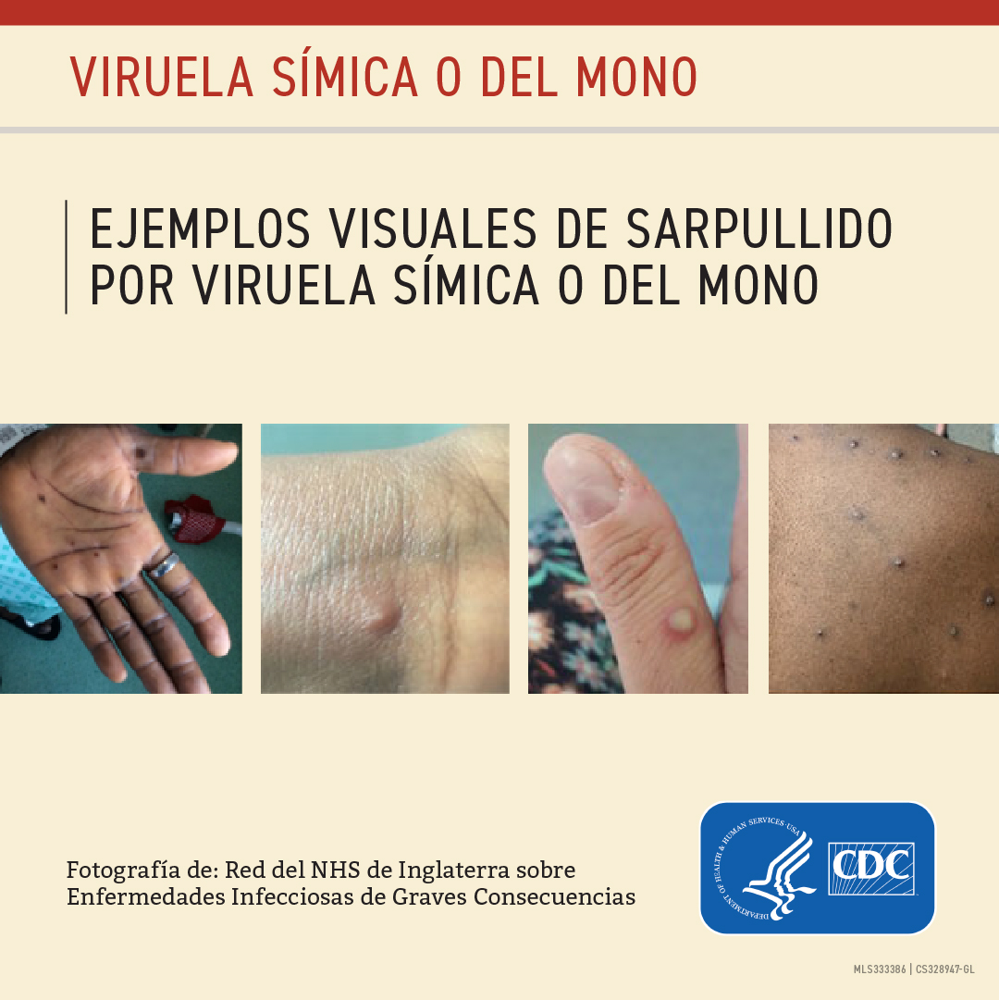 VIRUELA SÍMICA O DEL MONO
EJEMPLOS VISUALES DE SARPULLIDO
POR VIRUELA SÍMICA O DEL MONO
Fotografía de: Red del NHS de Inglaterra sobre
Enfermedades Infecciosas de Graves Consecuencias
DEPARTMENT OF HEALTH & HUMAN SERVICES·USA
CDC
MLS333386 | CS328947-GL